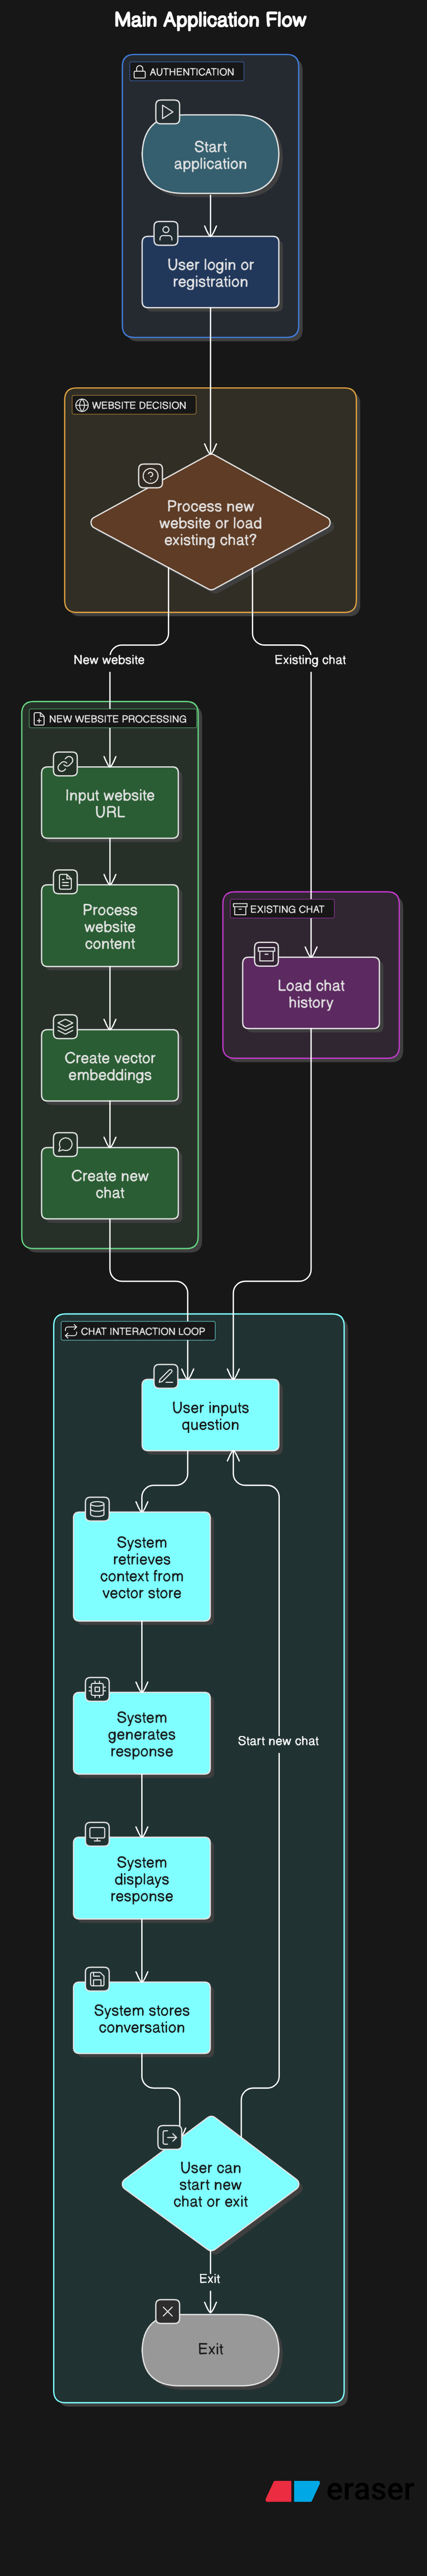 Main Application Flow
AUTHENTICATION
Start
application
User login or
registration
WEBSITE DECISION
Process new
website or load
existing chat?
New website
Existing chat
NEW WEBSITE PROCESSING
Input website
URL
Process
website
content
Create vector
embeddings
Create new
chat
EXISTING CHAT
Load chat
history
CHAT INTERACTION LOOP
User inputs
question
System
retrieves
context from
vector store
System
generates
response
Start new chat
System
displays
response
System stores
conversation
User can
start new
chat or exit
Exit
Exit
eraser